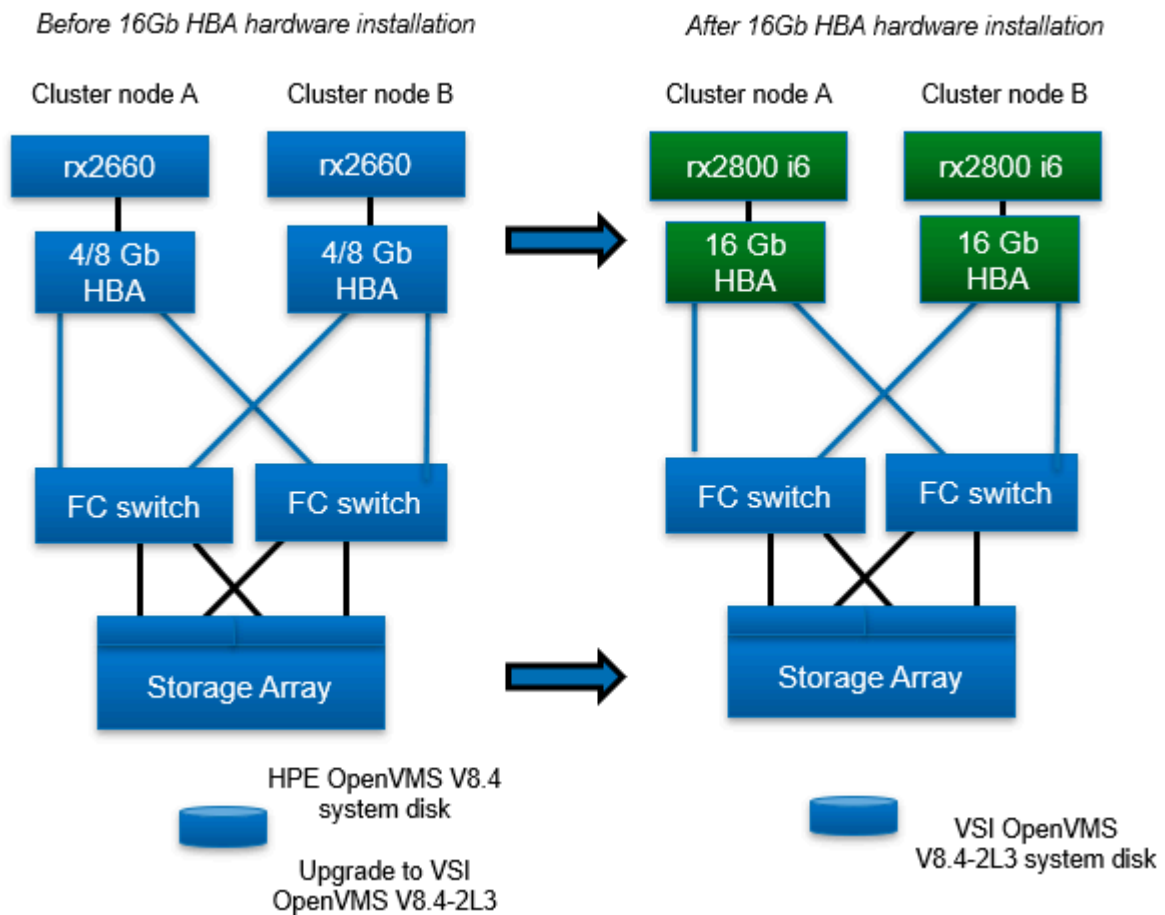 Before 16Gb HBA hardware installation
After 16Gb HBA hardware installation
Cluster node A
Cluster node B
Cluster node A
Cluster node B
rx2660
rx2660
rx2800 i6
rx2800 i6
4/8 Gb
HBA
4/8 Gb
HBA
16 Gb
HBA
16 Gb
HBA
FC switch
FC switch
FC switch
FC switch
Storage Array
Storage Array
HPE OpenVMS V8.4
system disk
Upgrade to VSI
OpenVMS V8.4-2L3
VSI OpenVMS
V8.4-2L3 system disk